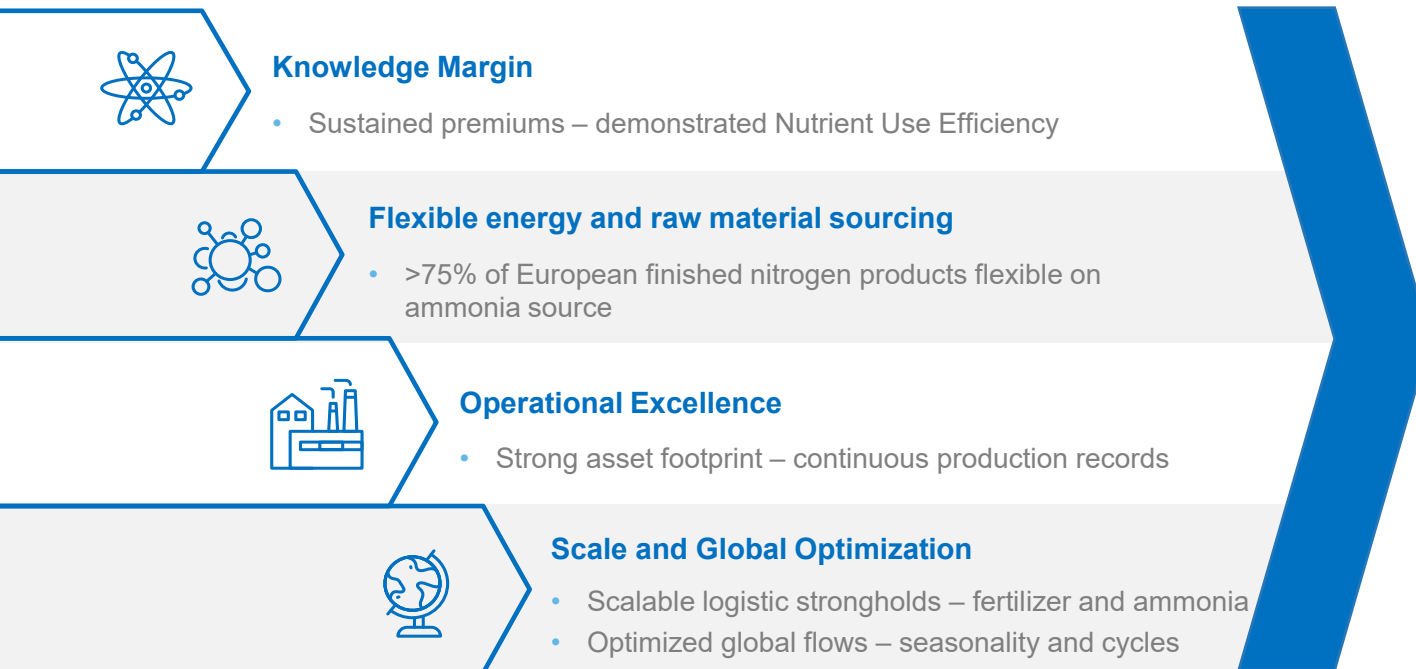 Knowledge Margin
• Sustained premiums – demonstrated Nutrient Use Efficiency
Flexible energy and raw material sourcing
• >75% of European finished nitrogen products flexible on
ammonia source
Operational Excellence
• Strong asset footprint – continuous production records
Scale and Global Optimization
• Scalable logistic strongholds – fertilizer and ammonia
• Optimized global flows – seasonality and cycles